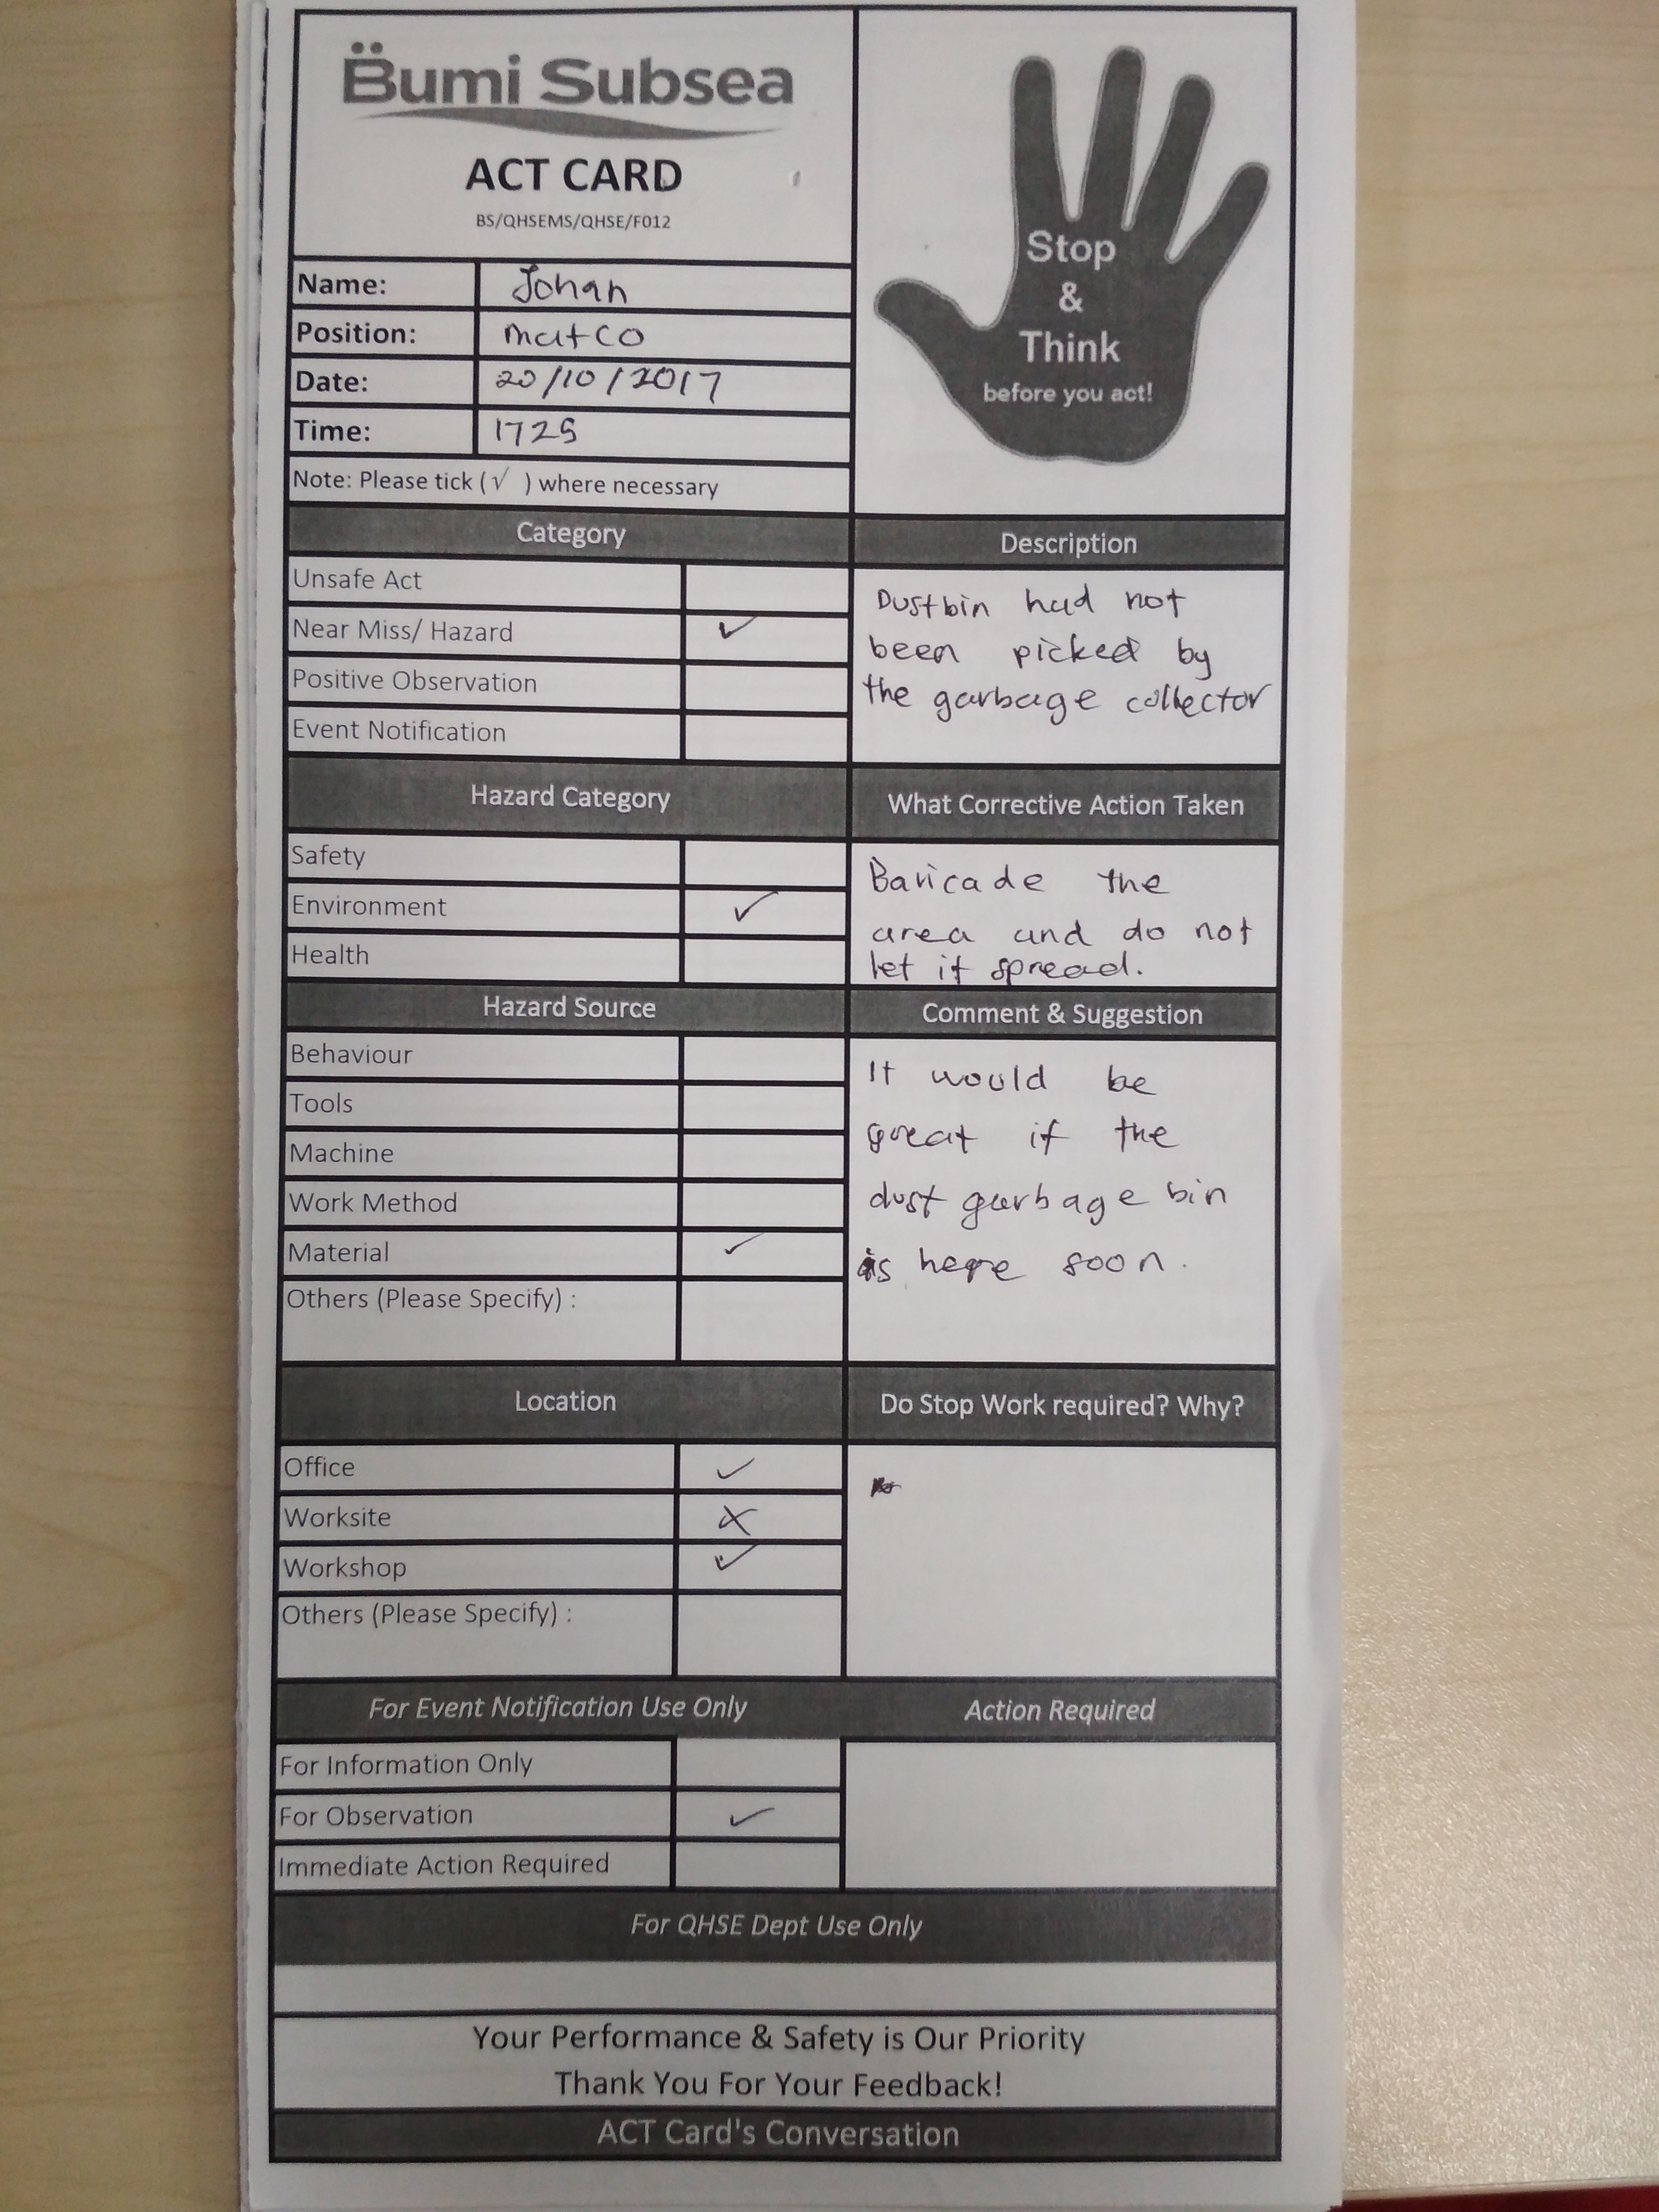 Bumi Subsea
ACT CARD
BS/QHSEMS/QHSE/F012
Stop
&
Think
before you act!
Name: Johan
Position: matco
Date: 20/10/2017
Time: 1725
Note: Please tick (√ ) where necessary
Category
Description
Unsafe Act
Near Miss/ Hazard ✓
Positive Observation
Event Notification
Dustbin had not
been picked by
the garbage collector
Hazard Category
What Corrective Action Taken
Safety
Environment ✓
Health
Baricade the
area and do not
let it spread.
Hazard Source
Comment & Suggestion
Behaviour
Tools
Machine
Work Method
Material ✓
Others (Please Specify) :
It would be
great if the
dust garbage bin
is here soon.
Location
Do Stop Work required? Why?
Office ✓
Worksite X
Workshop ✓
Others (Please Specify) :
For Event Notification Use Only
Action Required
For Information Only
For Observation ✓
Immediate Action Required
For QHSE Dept Use Only
Your Performance & Safety is Our Priority
Thank You For Your Feedback!
ACT Card's Conversation